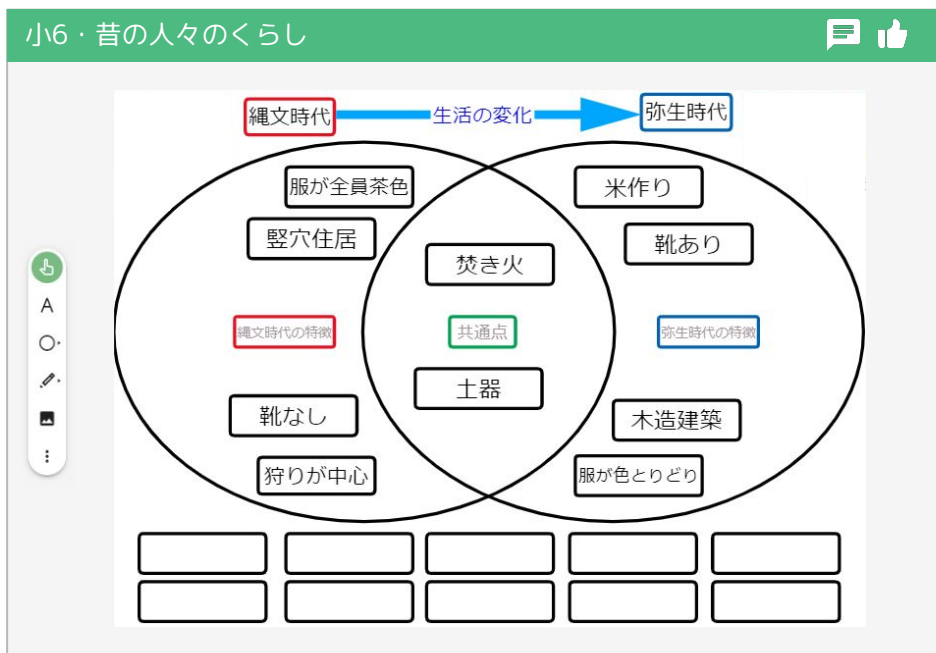 小6・昔の人々のくらし
縄文時代
生活の変化
弥生時代
服が全員茶色
米作り
竪穴住居
靴あり
焚き火
縄文時代の特徴
共通点
弥生時代の特徴
土器
靴なし
木造建築
狩りが中心
服が色とりどり
A